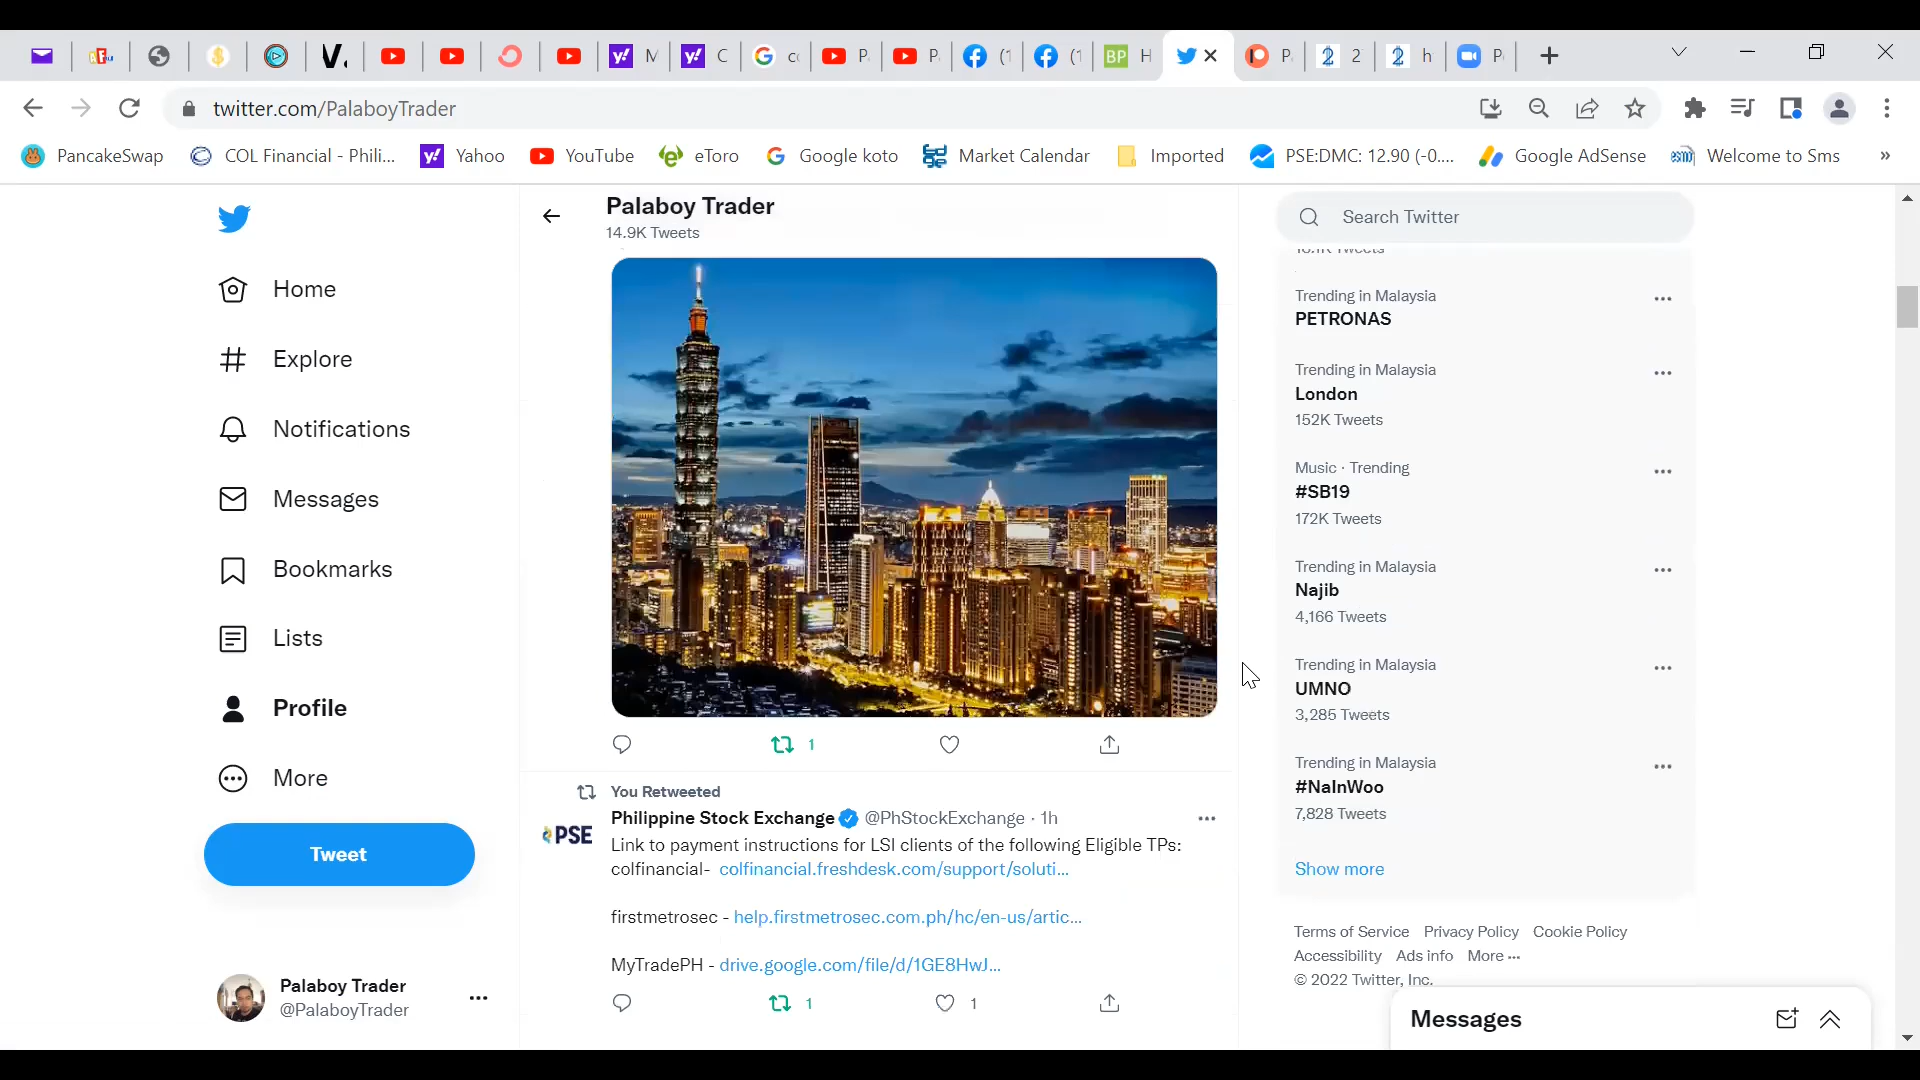 M
C
co
P
P
(1
(1
BP H
P
2
h
P
twitter.com/PalaboyTrader
PancakeSwap
COL Financial - Phili...
Yahoo
YouTube
eToro
Google koto
Market Calendar
Imported
PSE:DMC: 12.90 (-0....
Google AdSense
Welcome to Sms
»
Home
Explore
Notifications
Messages
Bookmarks
Lists
Profile
More
Tweet
Palaboy Trader
@PalaboyTrader
Palaboy Trader
14.9K Tweets
1
You Retweeted
PSE
Philippine Stock Exchange @PhStockExchange · 1h
Link to payment instructions for LSI clients of the following Eligible TPs:
colfinancial- colfinancial.freshdesk.com/support/soluti...
firstmetrosec - help.firstmetrosec.com.ph/hc/en-us/artic...
MyTradePH - drive.google.com/file/d/1GE8HwJ...
1 1
Search Twitter
Trending in Malaysia
PETRONAS
Trending in Malaysia
London
152K Tweets
Music · Trending
#SB19
172K Tweets
Trending in Malaysia
Najib
4,166 Tweets
Trending in Malaysia
UMNO
3,285 Tweets
Trending in Malaysia
#NaInWoo
7,828 Tweets
Show more
Terms of Service Privacy Policy Cookie Policy
Accessibility Ads info More ···
© 2022 Twitter, Inc.
Messages